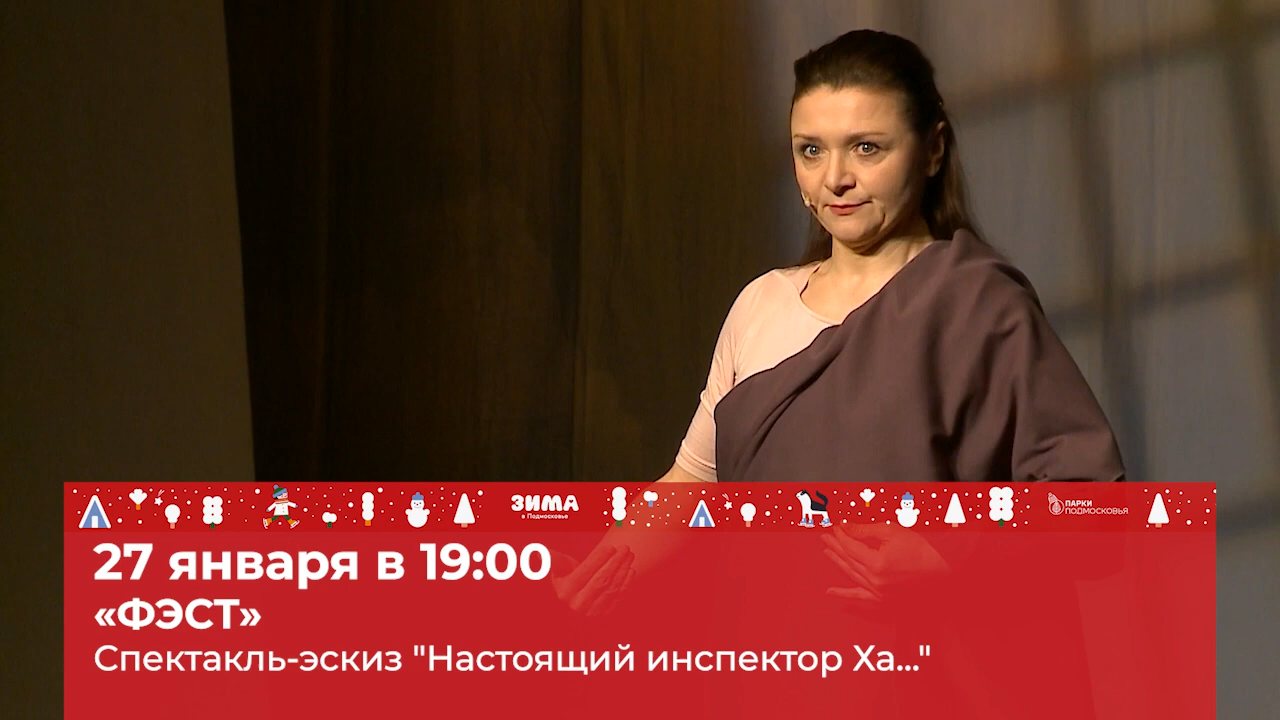 ЗИМА
в Подмосковье
ПАРКИ
ПОДМОСКОВЬЯ
27 января в 19:00
«ФЭСТ»
Спектакль-эскиз "Настоящий инспектор Ха..."